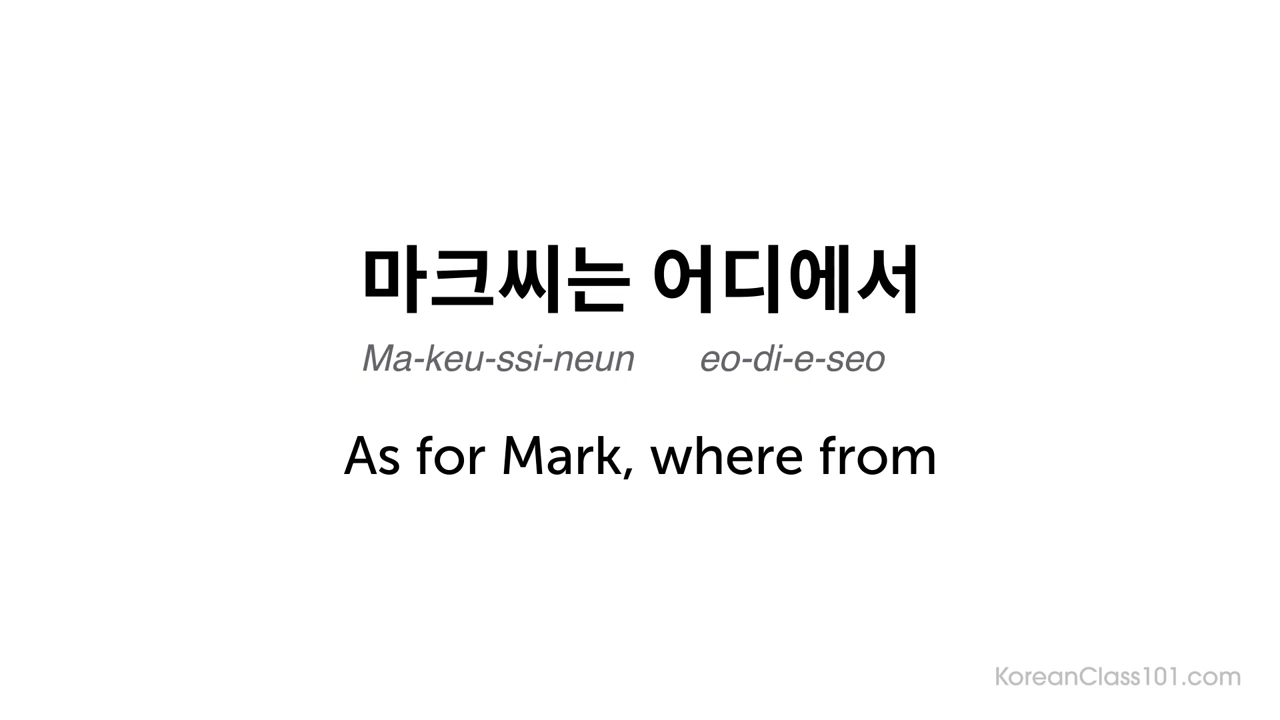 마크씨는 어디에서
Ma-keu-ssi-neun eo-di-e-seo
As for Mark, where from
KoreanClass101.com